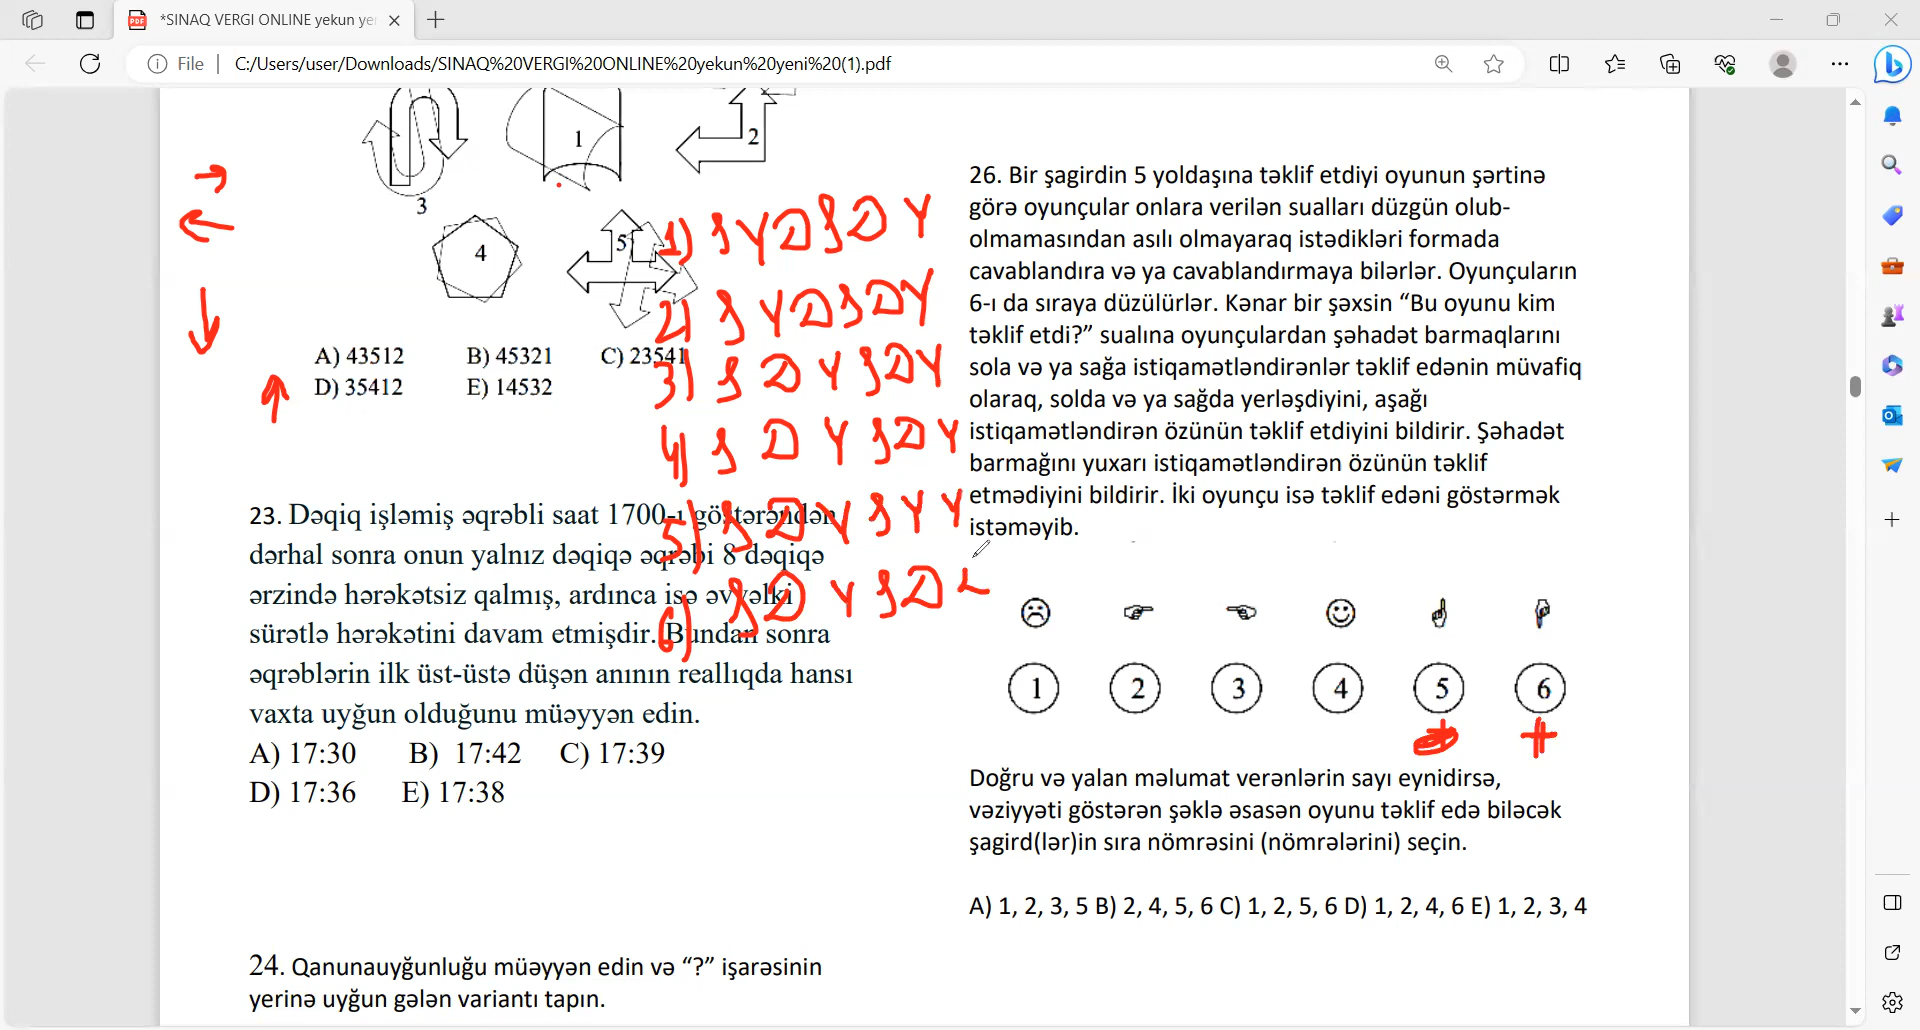 *SINAQ VERGI ONLINE yekun ye
File
C:/Users/user/Downloads/SINAQ%20VERGI%20ONLINE%20yekun%20yeni%20(1).pdf
1
2
3
4
5
A) 43512 B) 45321 C) 23541
D) 35412 E) 14532
23. Dəqiq işləmiş əqrəbli saat 1700-ı göstərəndən
dərhal sonra onun yalnız dəqiqə əqrəbi 8 dəqiqə
ərzində hərəkətsiz qalmış, ardınca isə əvvəlki
sürətlə hərəkətini davam etmişdir. Bundan sonra
əqrəblərin ilk üst-üstə düşən anının reallıqda hansı
vaxta uyğun olduğunu müəyyən edin.
A) 17:30 B) 17:42 C) 17:39
D) 17:36 E) 17:38
24. Qanunauyğunluğu müəyyən edin və “?” işarəsinin
yerinə uyğun gələn variantı tapın.
1) Ş Y D Ş D Y
2) Ş Y D Ş D Y
3) Ş D Y Ş D Y
4) Ş D Y Ş D Y
5) Ş D Y Ş Y Y
6) Ş D Y Ş D
26. Bir şagirdin 5 yoldaşına təklif etdiyi oyunun şərtinə
görə oyunçular onlara verilən sualları düzgün olub-
olmamasından asılı olmayaraq istədikləri formada
cavablandıra və ya cavablandırmaya bilərlər. Oyunçuların
6-ı da sıraya düzülürlər. Kənar bir şəxsin “Bu oyunu kim
təklif etdi?” sualına oyunçulardan şəhadət barmaqlarını
sola və ya sağa istiqamətləndirənlər təklif edənin müvafiq
olaraq, solda və ya sağda yerləşdiyini, aşağı
istiqamətləndirən özünün təklif etdiyini bildirir. Şəhadət
barmağını yuxarı istiqamətləndirən özünün təklif
etmədiyini bildirir. İki oyunçu isə təklif edəni göstərmək
istəməyib.
1 2 3 4 5 6
Doğru və yalan məlumat verənlərin sayı eynidirsə,
vəziyyəti göstərən şəklə əsasən oyunu təklif edə biləcək
şagird(lər)in sıra nömrəsini (nömrələrini) seçin.
A) 1, 2, 3, 5 B) 2, 4, 5, 6 C) 1, 2, 5, 6 D) 1, 2, 4, 6 E) 1, 2, 3, 4